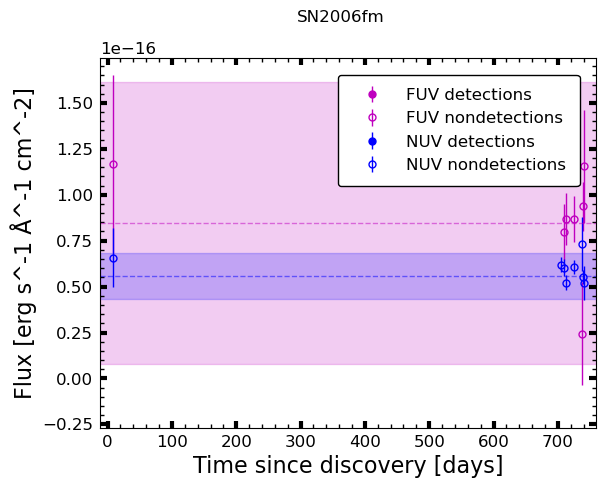 SN2006fm
1e−16
Flux [erg s^-1 Å^-1 cm^-2]
1.50
1.25
1.00
0.75
0.50
0.25
0.00
−0.25
FUV detections
FUV nondetections
NUV detections
NUV nondetections
0 100 200 300 400 500 600 700
Time since discovery [days]